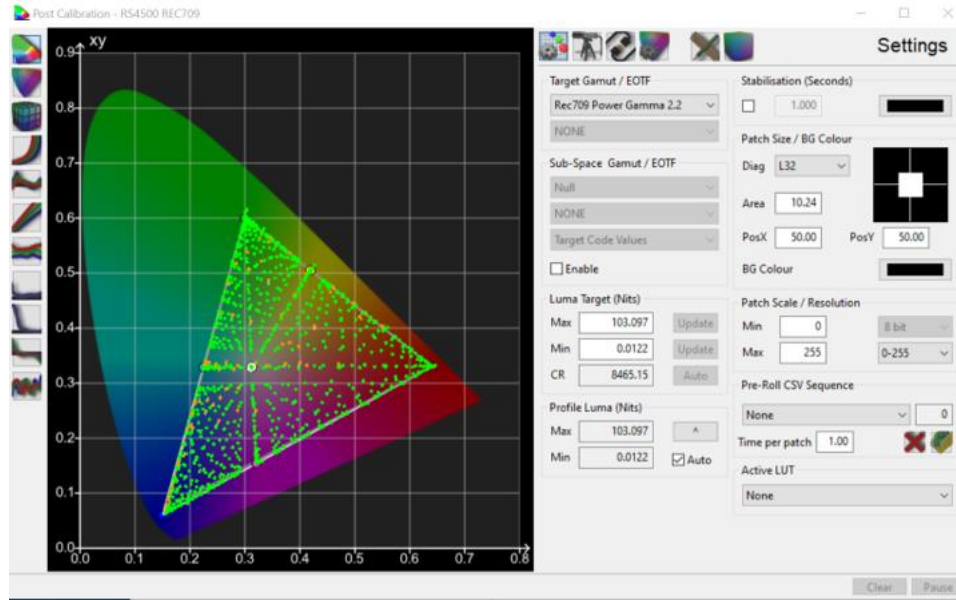 Post Calibration - RS4500 REC709
xy
0.9
0.8
0.7
0.6
0.5
0.4
0.3
0.2
0.1
0.0
0.0 0.1 0.2 0.3 0.4 0.5 0.6 0.7 0.8
Settings
Target Gamut / EOTF
Rec709 Power Gamma 2.2
NONE
Sub-Space Gamut / EOTF
Null
NONE
Target Code Values
Enable
Luma Target (Nits)
Max 103.097 Update
Min 0.0122 Update
CR 8465.15 Auto
Profile Luma (Nits)
Max 103.097 ^
Min 0.0122 Auto
Stabilisation (Seconds)
1.000
Patch Size / BG Colour
Diag L32
Area 10.24
PosX 50.00 PosY 50.00
BG Colour
Patch Scale / Resolution
Min 0 8 bit
Max 255 0-255
Pre-Roll CSV Sequence
None 0
Time per patch 1.00
Active LUT
None
Clear Pause